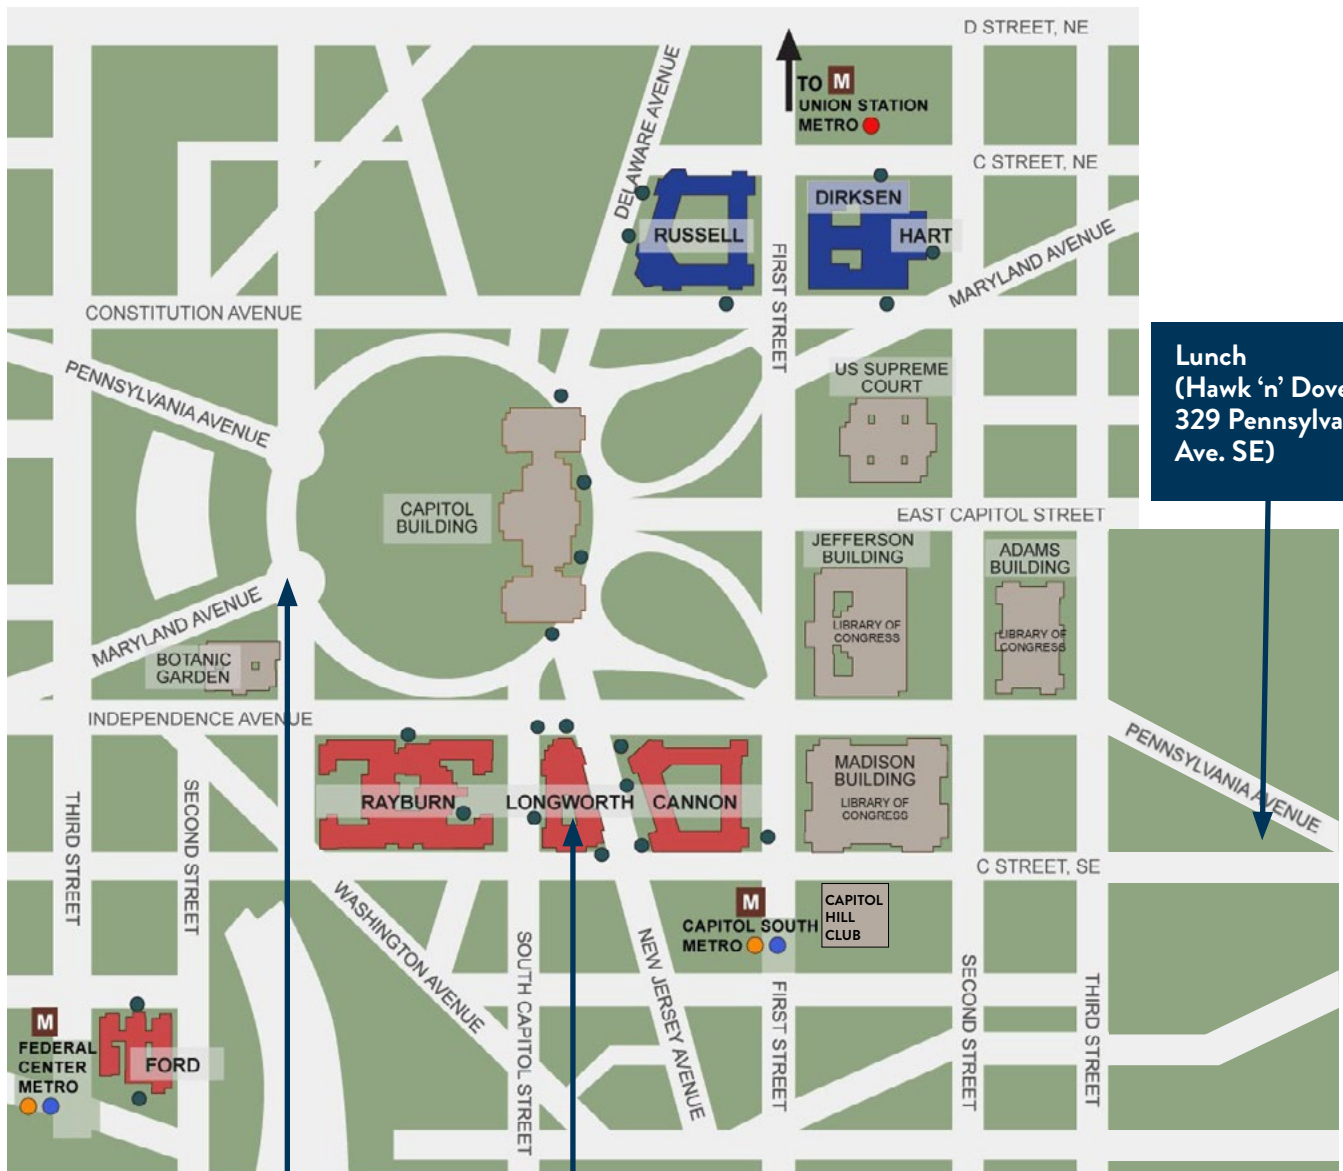 D STREET, NE
TO M
UNION STATION
METRO
DELAWARE AVENUE
C STREET, NE
DIRKSEN
RUSSELL
HART
MARYLAND AVENUE
FIRST STREET
CONSTITUTION AVENUE
PENNSYLVANIA AVENUE
US SUPREME
COURT
Lunch
(Hawk ‘n’ Dove
329 Pennsylva
Ave. SE)
CAPITOL
BUILDING
EAST CAPITOL STREET
JEFFERSON
BUILDING
ADAMS
BUILDING
LIBRARY OF
CONGRESS
LIBRARY OF
CONGRESS
MARYLAND AVENUE
BOTANIC
GARDEN
INDEPENDENCE AVENUE
PENNSYLVANIA AVENUE
MADISON
BUILDING
LIBRARY OF
CONGRESS
RAYBURN
LONGWORTH
CANNON
THIRD STREET
SECOND STREET
C STREET, SE
WASHINGTON AVENUE
M
CAPITOL SOUTH
METRO
CAPITOL
HILL
CLUB
SOUTH CAPITOL STREET
NEW JERSEY AVENUE
FIRST STREET
SECOND STREET
THIRD STREET
M
FEDERAL
CENTER
METRO
FORD